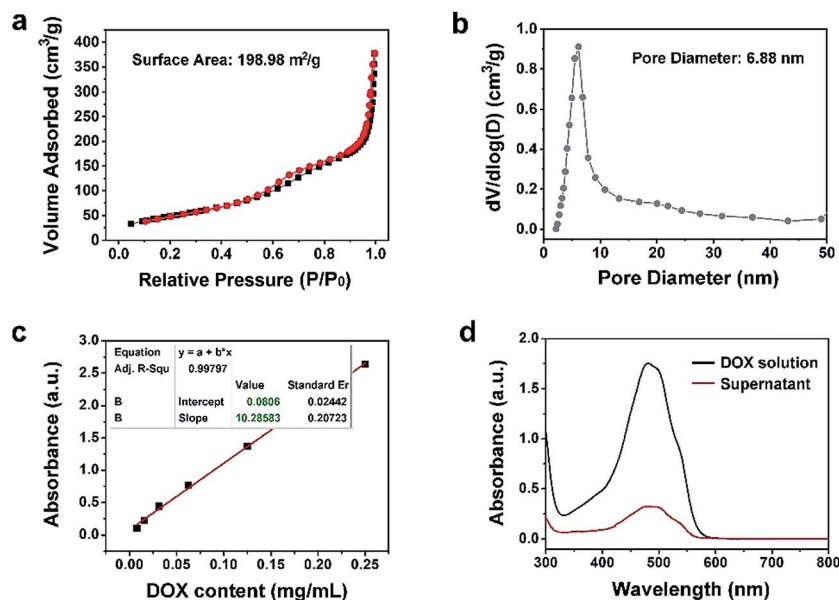 a
Surface Area: 198.98 m²/g
Volume Adsorbed (cm³/g)
400
350
300
250
200
150
100
50
0
0.0 0.2 0.4 0.6 0.8 1.0
Relative Pressure (P/P₀)
b
Pore Diameter: 6.88 nm
dV/dlog(D) (cm³/g)
1.0
0.8
0.6
0.4
0.2
0.0
0 10 20 30 40 50
Pore Diameter (nm)
c
Equation y = a + b*x
Adj. R-Squ 0.99797
Value Standard Er
B Intercept 0.0806 0.02442
B Slope 10.28583 0.20723
Absorbance (a.u.)
3.0
2.5
2.0
1.5
1.0
0.5
0.0
0.00 0.05 0.10 0.15 0.20 0.25
DOX content (mg/mL)
d
DOX solution
Supernatant
Absorbance (a.u.)
2.0
1.5
1.0
0.5
0.0
300 400 500 600 700 800
Wavelength (nm)